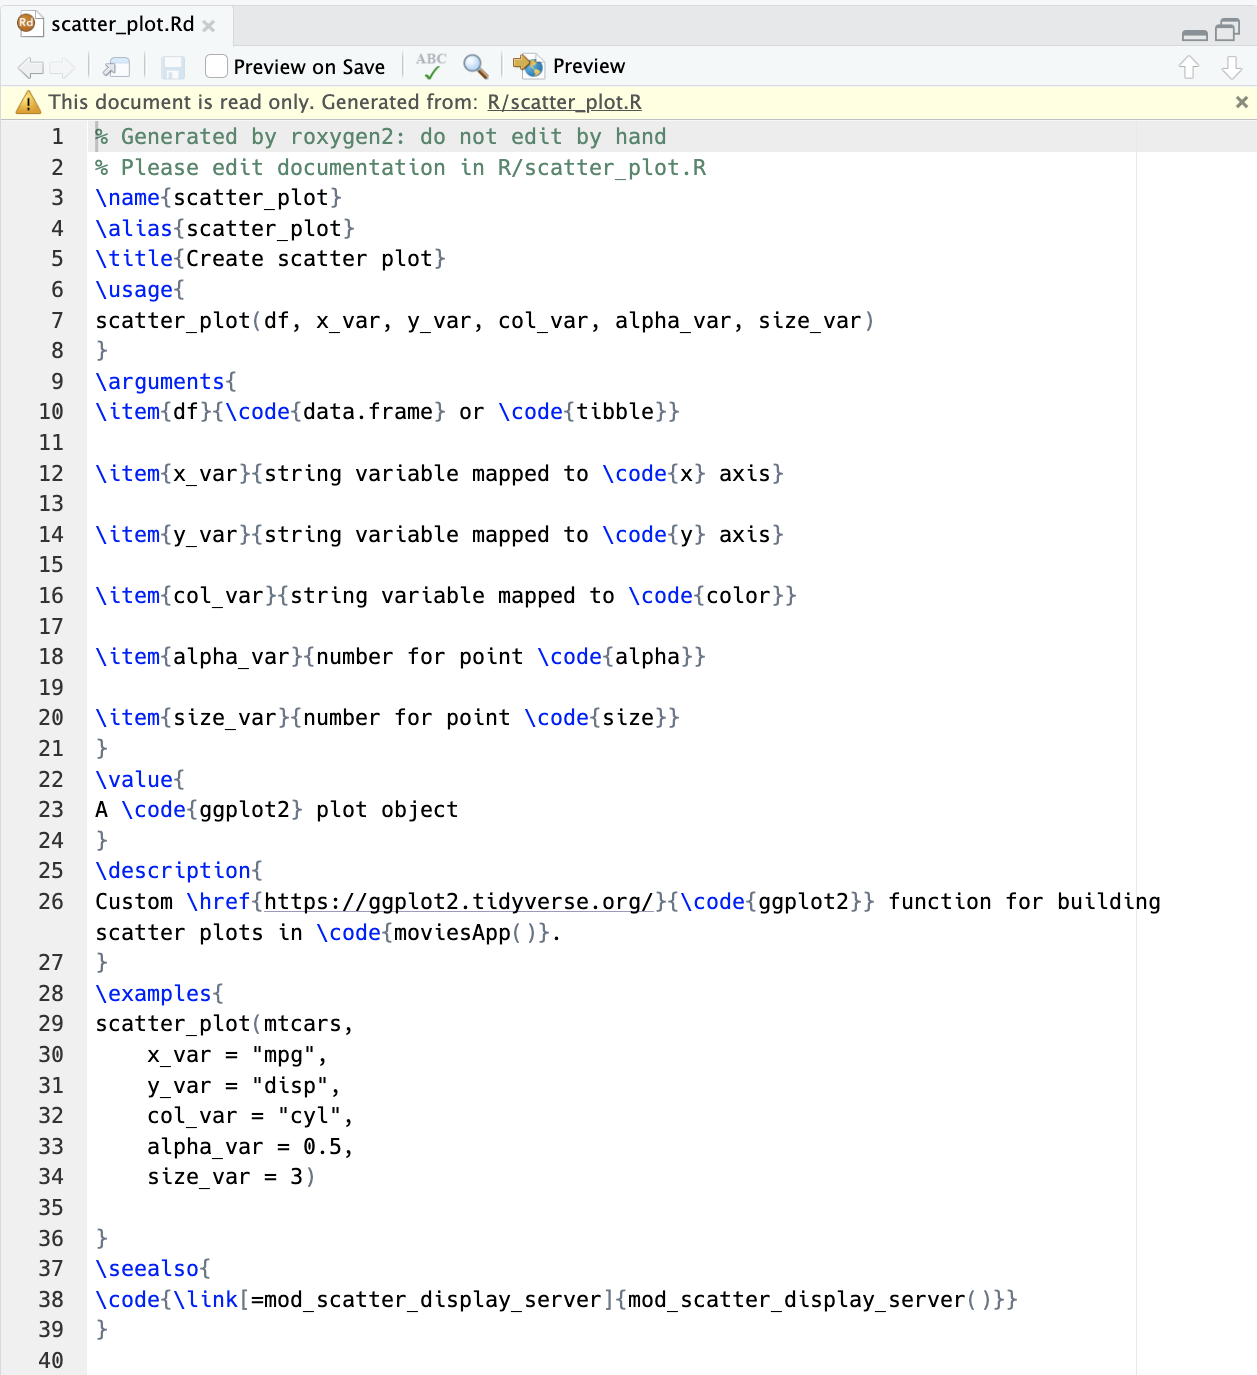 Rd scatter_plot.Rd ×
Preview on Save ABC Preview
This document is read only. Generated from: R/scatter_plot.R ×
1 % Generated by roxygen2: do not edit by hand
2 % Please edit documentation in R/scatter_plot.R
3 \name{scatter_plot}
4 \alias{scatter_plot}
5 \title{Create scatter plot}
6 \usage{
7 scatter_plot(df, x_var, y_var, col_var, alpha_var, size_var)
8 }
9 \arguments{
10 \item{df}{\code{data.frame} or \code{tibble}}
11
12 \item{x_var}{string variable mapped to \code{x} axis}
13
14 \item{y_var}{string variable mapped to \code{y} axis}
15
16 \item{col_var}{string variable mapped to \code{color}}
17
18 \item{alpha_var}{number for point \code{alpha}}
19
20 \item{size_var}{number for point \code{size}}
21 }
22 \value{
23 A \code{ggplot2} plot object
24 }
25 \description{
26 Custom \href{https://ggplot2.tidyverse.org/}{\code{ggplot2}} function for building
scatter plots in \code{moviesApp()}.
27 }
28 \examples{
29 scatter_plot(mtcars,
30     x_var = "mpg",
31     y_var = "disp",
32     col_var = "cyl",
33     alpha_var = 0.5,
34     size_var = 3)
35
36 }
37 \seealso{
38 \code{\link[=mod_scatter_display_server]{mod_scatter_display_server()}}
39 }
40